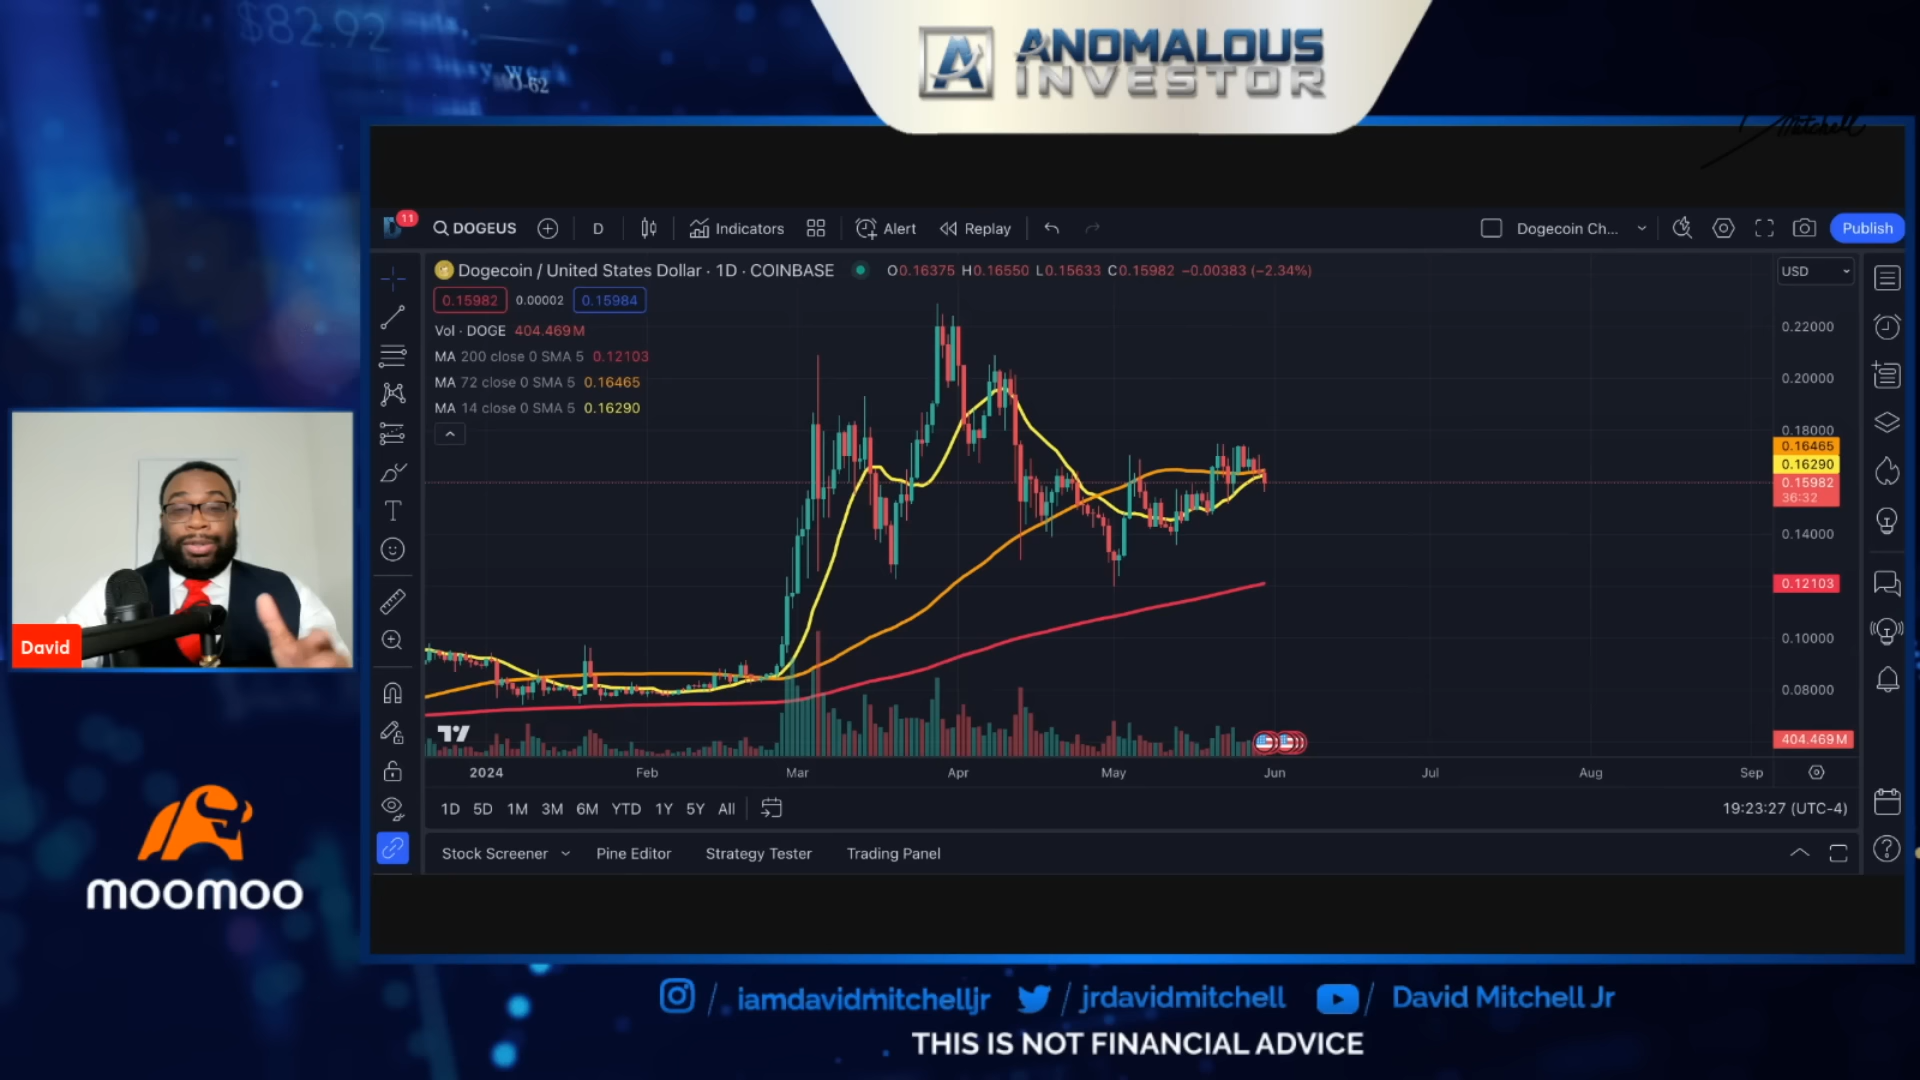 $82.92
ANOMALOUS
INVESTOR
DMitchell
11
DOGEUS
D
Indicators
Alert
Replay
Dogecoin Ch...
Publish
Dogecoin / United States Dollar · 1D · COINBASE
O0.16375 H0.16550 L0.15633 C0.15982 −0.00383 (−2.34%)
USD
0.15982
0.00002
0.15984
Vol · DOGE 404.469M
MA 200 close 0 SMA 5 0.12103
MA 72 close 0 SMA 5 0.16465
MA 14 close 0 SMA 5 0.16290
0.22000
0.20000
0.18000
0.16465
0.16290
0.15982
36:32
0.14000
0.12103
0.10000
0.08000
404.469M
David
2024
Feb
Mar
Apr
May
Jun
Jul
Aug
Sep
1D 5D 1M 3M 6M YTD 1Y 5Y All
19:23:27 (UTC-4)
Stock Screener
Pine Editor
Strategy Tester
Trading Panel
moomoo
/ iamdavidmitchelljr
/ jrdavidmitchell
/ David Mitchell Jr
THIS IS NOT FINANCIAL ADVICE